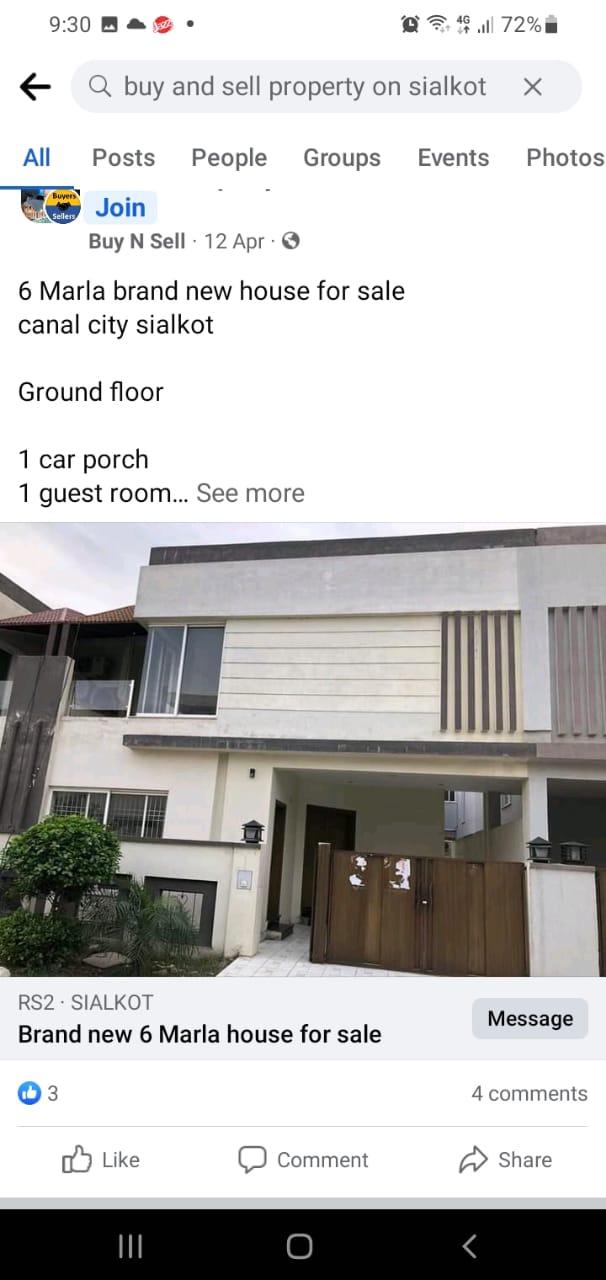 9:30
4G
72%
buy and sell property on sialkot
All Posts People Groups Events Photos
Buyers
Sellers
Join
Buy N Sell · 12 Apr ·
6 Marla brand new house for sale
canal city sialkot
Ground floor
1 car porch
1 guest room... See more
RS2 · SIALKOT
Brand new 6 Marla house for sale
Message
3
4 comments
Like
Comment
Share